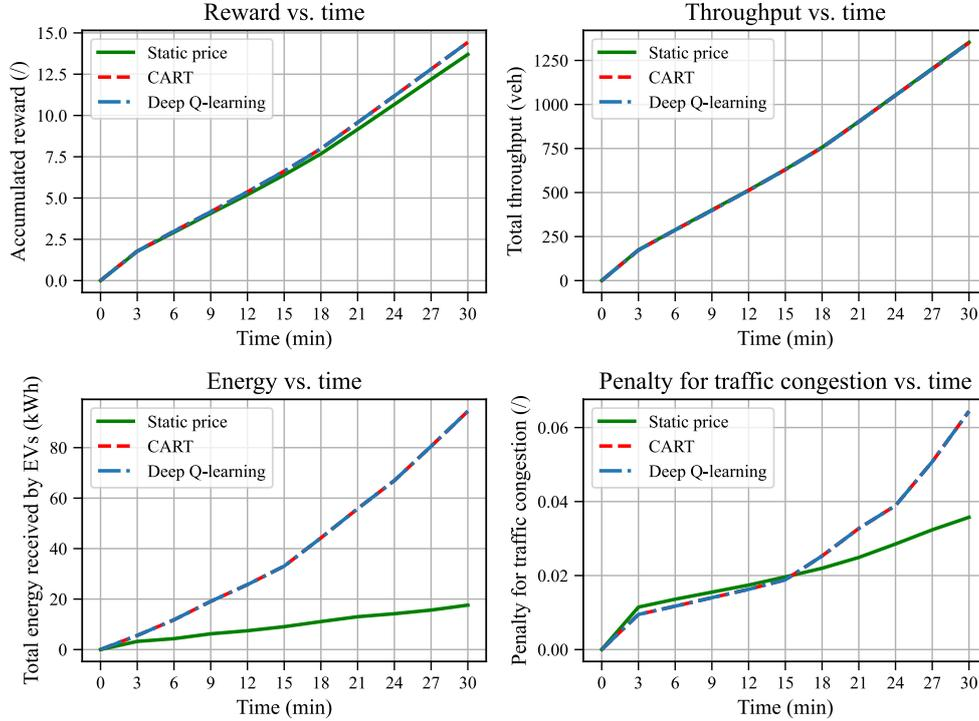 Reward vs. time
Accumulated reward (/)
15.0
12.5
10.0
7.5
5.0
2.5
0.0
Static price
CART
Deep Q-learning
0 3 6 9 12 15 18 21 24 27 30
Time (min)
Throughput vs. time
Total throughput (veh)
1250
1000
750
500
250
0
Static price
CART
Deep Q-learning
0 3 6 9 12 15 18 21 24 27 30
Time (min)
Energy vs. time
Total energy received by EVs (kWh)
80
60
40
20
0
Static price
CART
Deep Q-learning
0 3 6 9 12 15 18 21 24 27 30
Time (min)
Penalty for traffic congestion vs. time
Penalty for traffic congestion (/)
0.06
0.04
0.02
0.00
Static price
CART
Deep Q-learning
0 3 6 9 12 15 18 21 24 27 30
Time (min)